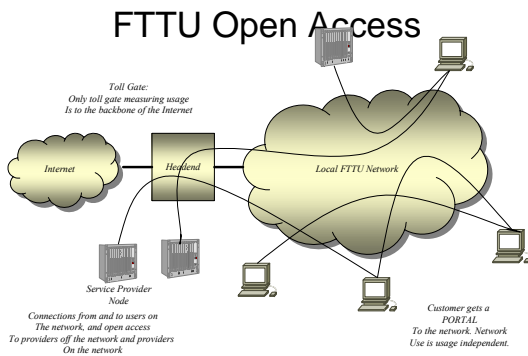 FTTU Open Access
Toll Gate:
Only toll gate measuring usage
Is to the backbone of the Internet
Internet
Headend
Local FTTU Network
Service Provider
Node
Connections from and to users on
The network, and open access
To providers off the network and providers
On the network
Customer gets a
PORTAL
To the network. Network
Use is usage independent.